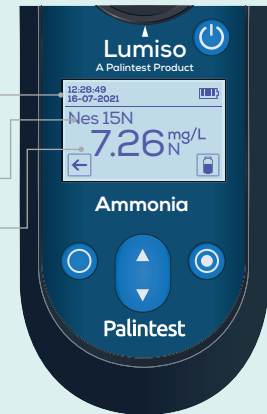 Lumiso
A Palintest Product
12:28:49
16-07-2021
Nes 15N
7.26 mg/L
N
Ammonia
Palintest